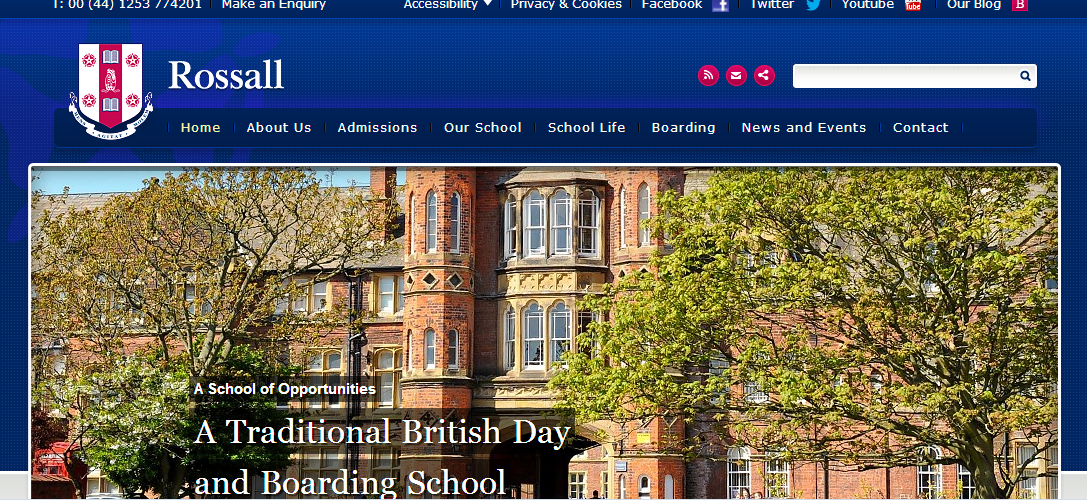 T: 00 (44) 1253 774201 Make an Enquiry Accessibility Privacy & Cookies Facebook Twitter Youtube Our Blog B
Rossall
Home About Us Admissions Our School School Life Boarding News and Events Contact
A School of Opportunities
A Traditional British Day
and Boarding School